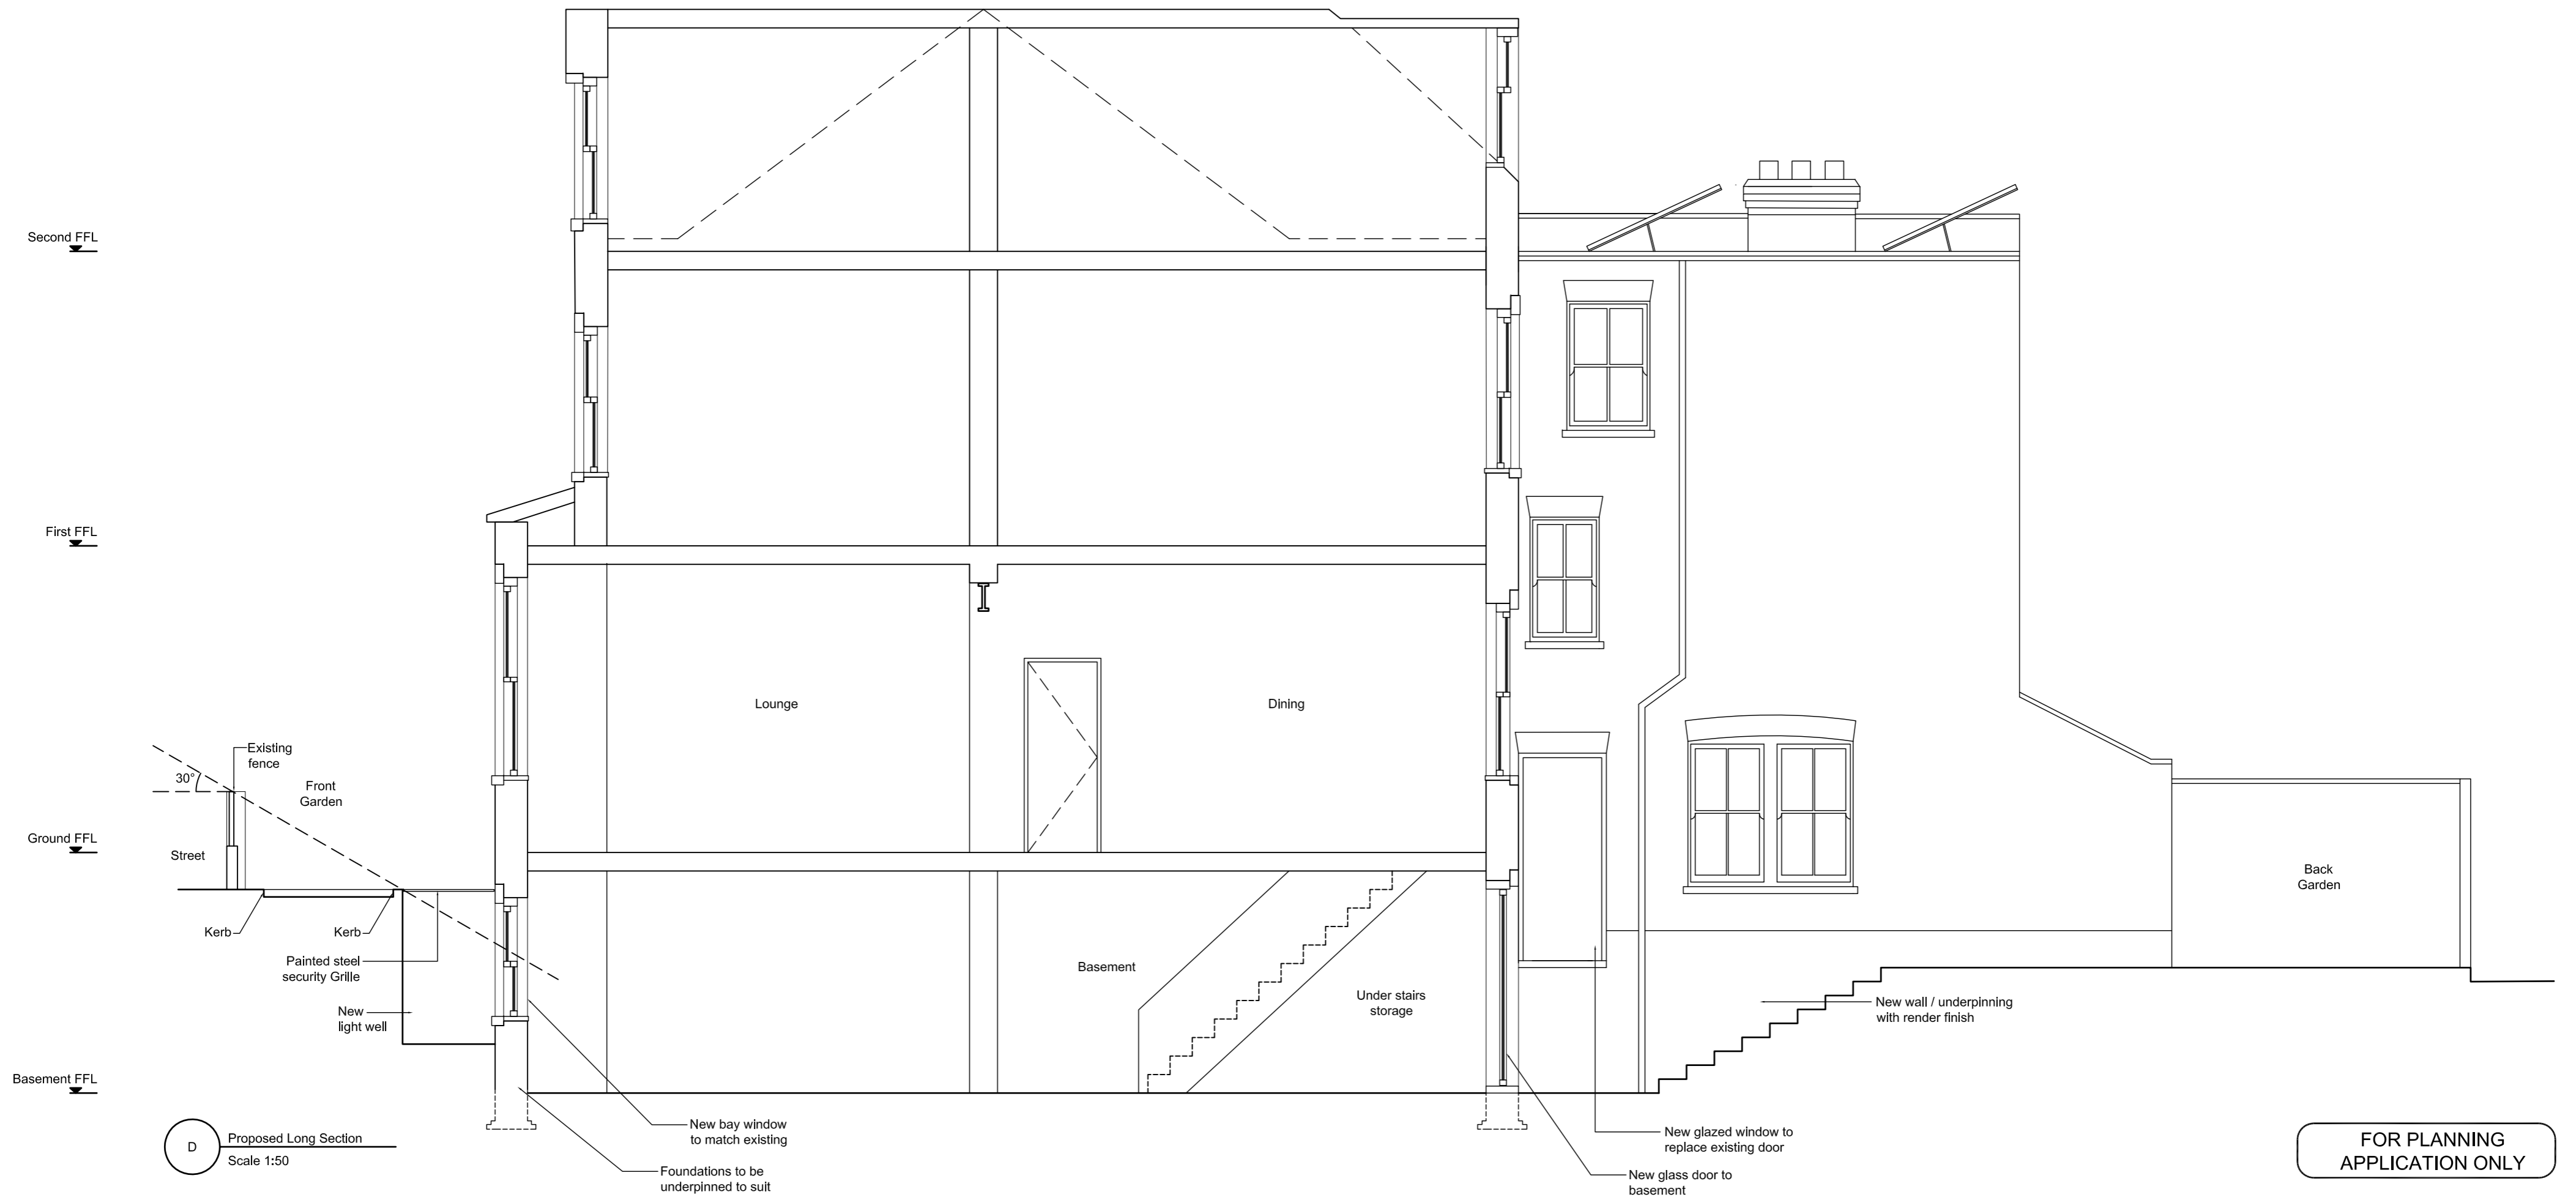 Second FFL
First FFL
Lounge
Dining
Existing
fence
30°
Front
Garden
Ground FFL
Street
Back
Garden
Kerb
Kerb
Painted steel
security Grille
Basement
Under stairs
storage
New
light well
New wall / underpinning
with render finish
Basement FFL
New bay window
to match existing
New glazed window to
replace existing door
D
Proposed Long Section
Scale 1:50
Foundations to be
underpinned to suit
New glass door to
basement
FOR PLANNING
APPLICATION ONLY